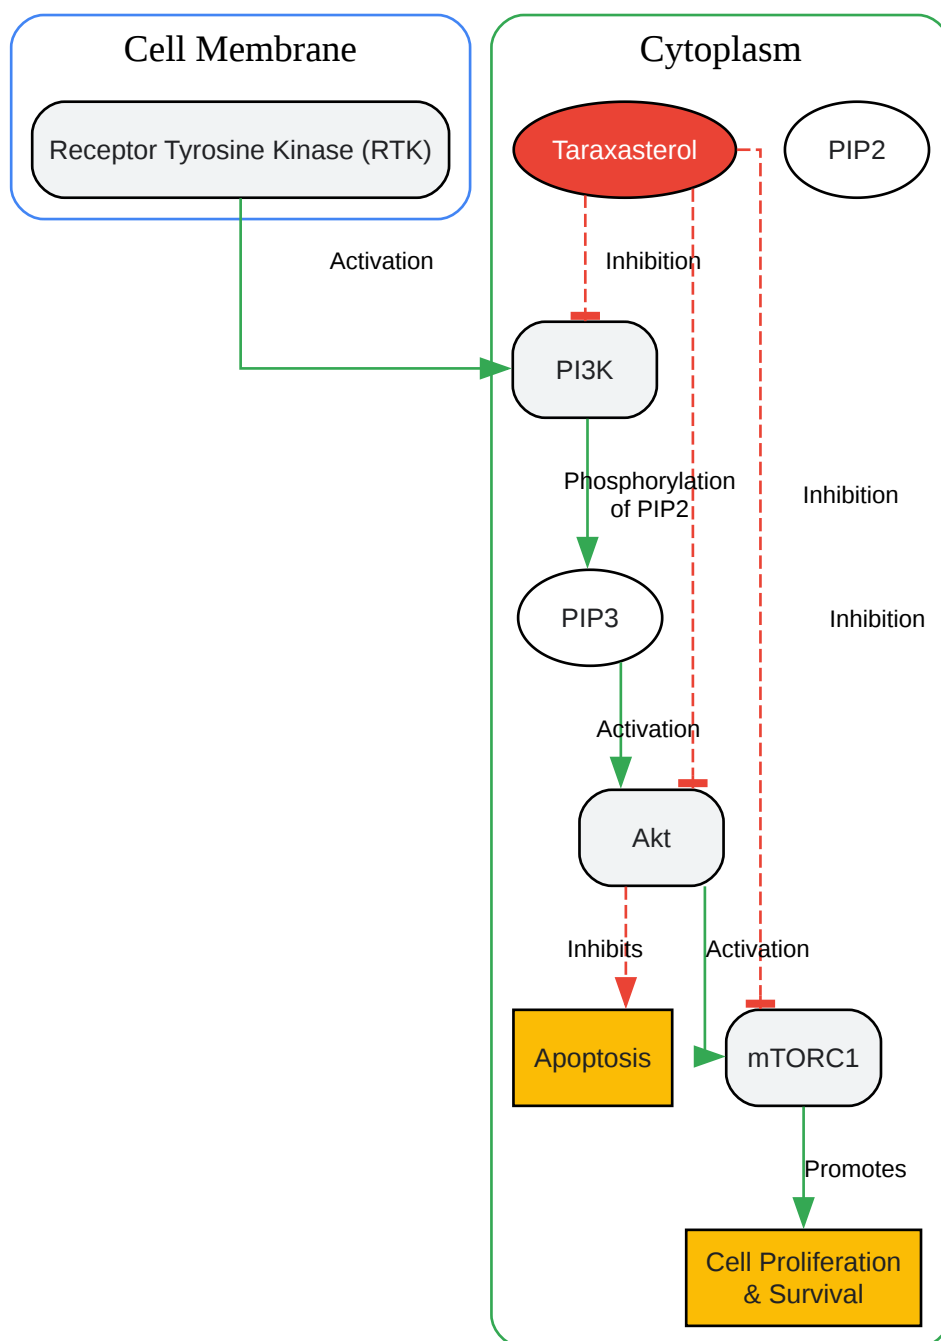 Cell Membrane
Cytoplasm
Receptor Tyrosine Kinase (RTK)
Taraxasterol
PIP2
Activation
Inhibition
PI3K
Phosphorylation
of PIP2
Inhibition
PIP3
Inhibition
Activation
Akt
Inhibits
Activation
Apoptosis
mTORC1
Promotes
Cell Proliferation
& Survival